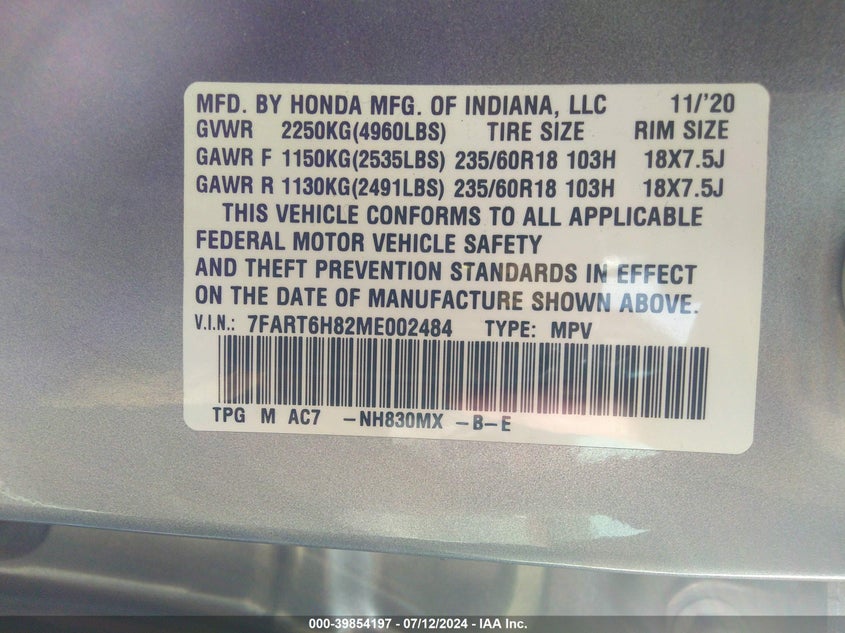 MFD. BY HONDA MFG. OF INDIANA, LLC 11/'20
GVWR 2250KG(4960LBS) TIRE SIZE RIM SIZE
GAWR F 1150KG(2535LBS) 235/60R18 103H 18X7.5J
GAWR R 1130KG(2491LBS) 235/60R18 103H 18X7.5J
THIS VEHICLE CONFORMS TO ALL APPLICABLE
FEDERAL MOTOR VEHICLE SAFETY
AND THEFT PREVENTION STANDARDS IN EFFECT
ON THE DATE OF MANUFACTURE SHOWN ABOVE.
V.I.N.: 7FART6H82ME002484 TYPE: MPV
TPG M AC7 -NH830MX -B-E
000-39854197 - 07/12/2024 - IAA Inc.